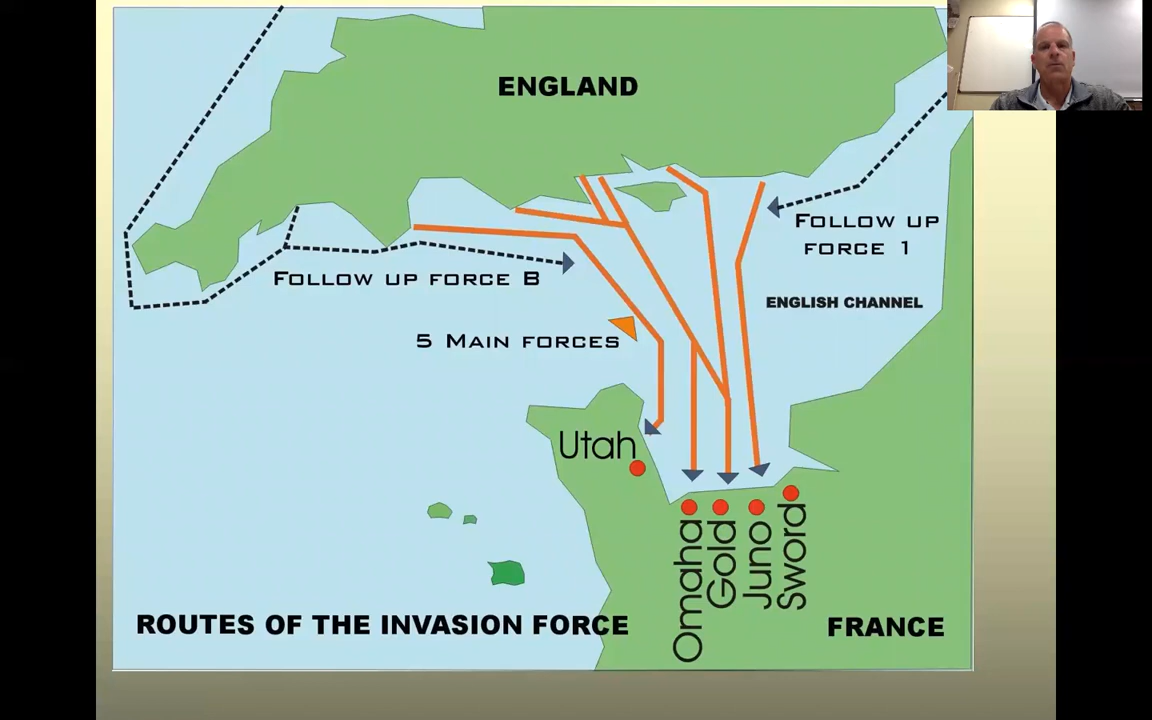 ENGLAND
FOLLOW UP
FORCE 1
FOLLOW UP FORCE B
ENGLISH CHANNEL
5 MAIN FORCES
Utah
Omaha
Gold
Juno
Sword
ROUTES OF THE INVASION FORCE
FRANCE